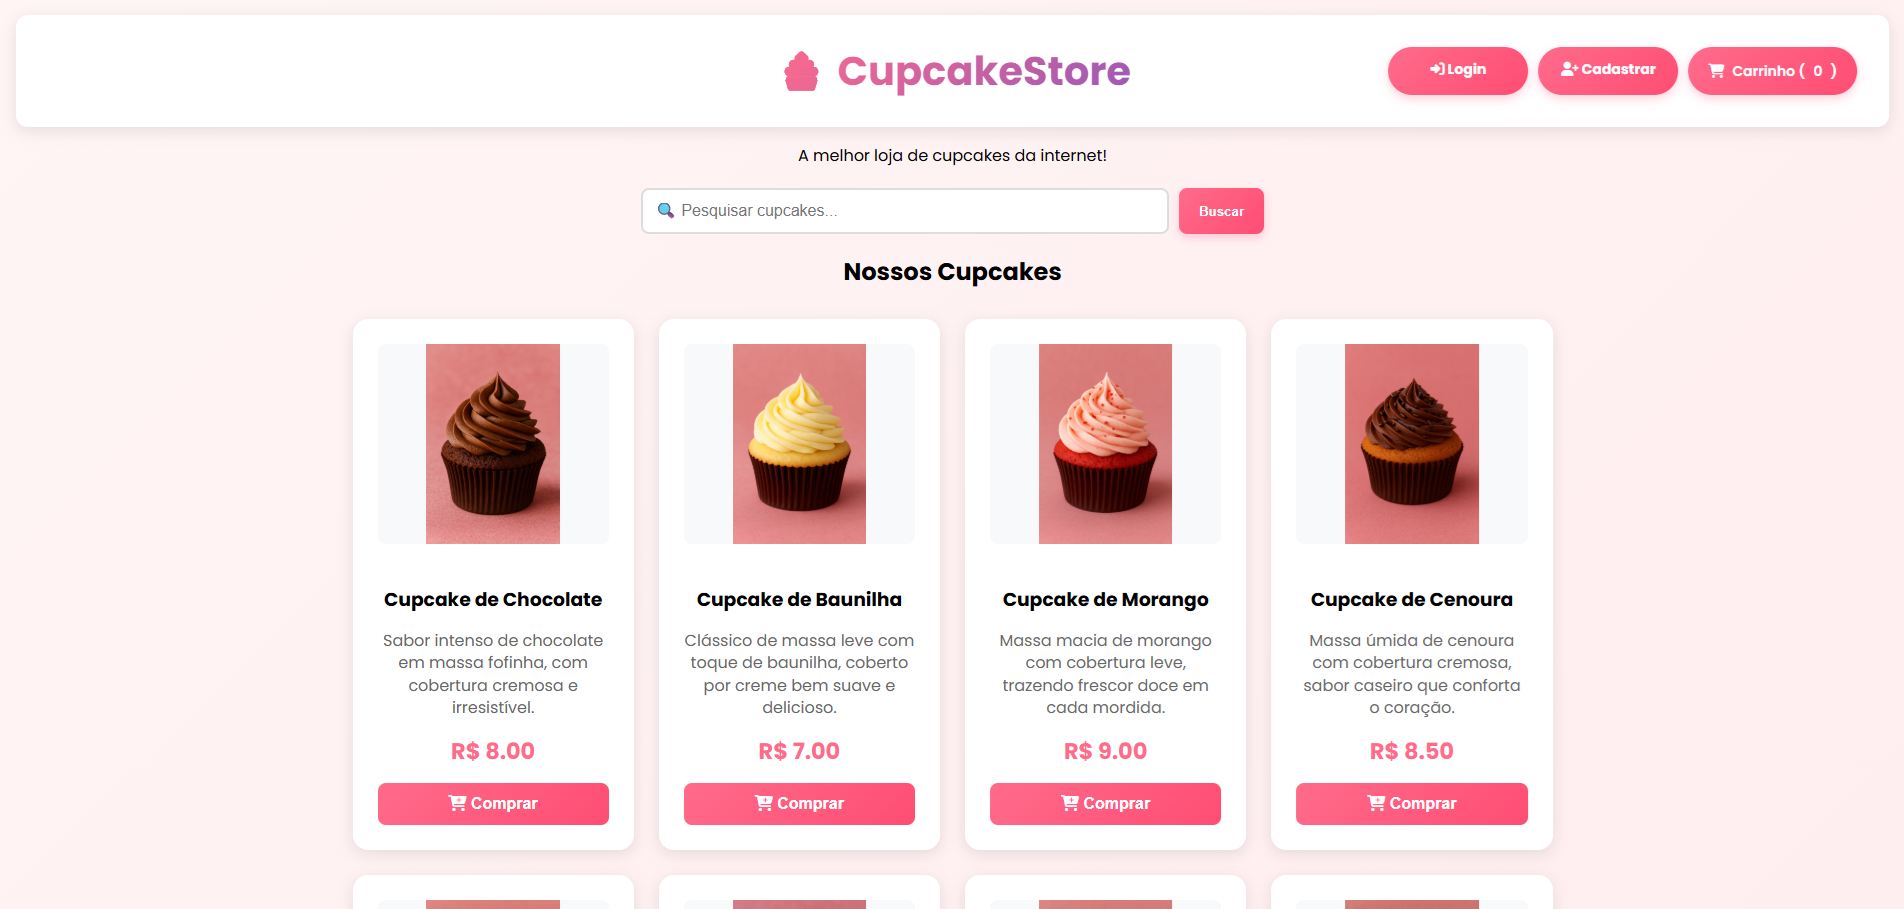 CupcakeStore
Login
Cadastrar
Carrinho ( 0 )
A melhor loja de cupcakes da internet!
🔍 Pesquisar cupcakes...
Buscar
Nossos Cupcakes
Cupcake de Chocolate
Sabor intenso de chocolate
em massa fofinha, com
cobertura cremosa e
irresistível.
R$ 8.00
Comprar
Cupcake de Baunilha
Clássico de massa leve com
toque de baunilha, coberto
por creme bem suave e
delicioso.
R$ 7.00
Comprar
Cupcake de Morango
Massa macia de morango
com cobertura leve,
trazendo frescor doce em
cada mordida.
R$ 9.00
Comprar
Cupcake de Cenoura
Massa úmida de cenoura
com cobertura cremosa,
sabor caseiro que conforta
o coração.
R$ 8.50
Comprar